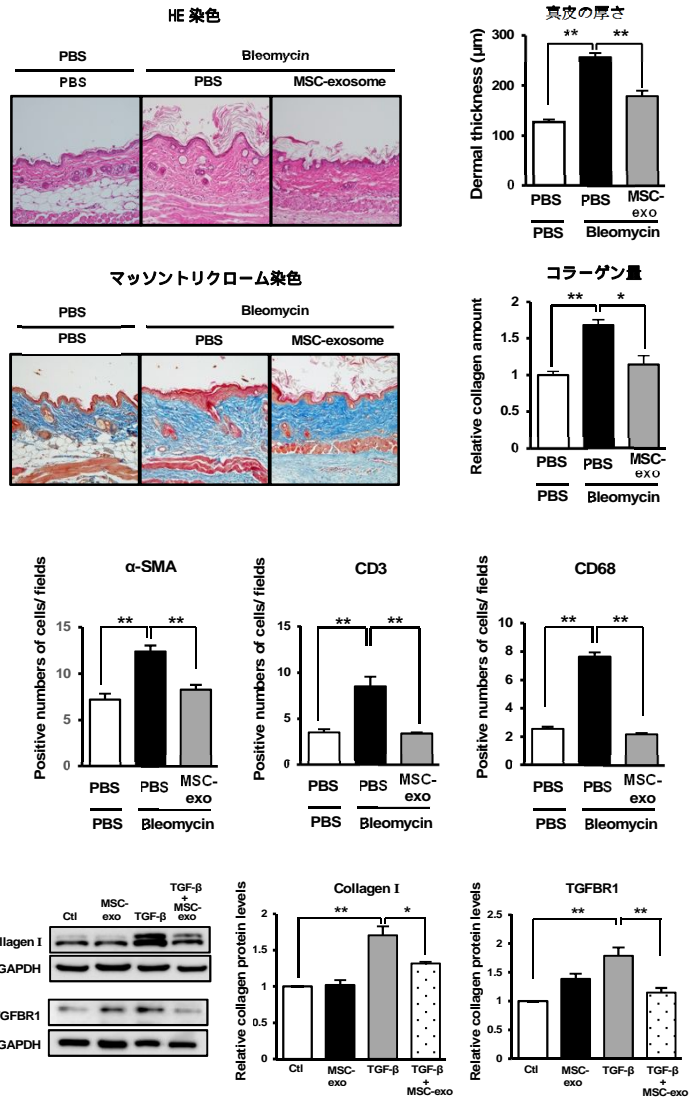 HE 染色
PBS
Bleomycin
PBS
PBS
MSC-exosome
真皮の厚さ
Dermal thickness (μm)
300
200
100
0
**
**
PBS
PBS
MSC-
exo
PBS
Bleomycin
マッソントリクローム染色
PBS
Bleomycin
PBS
PBS
MSC-exosome
コラーゲン量
Relative collagen amount
2
1.5
1
0.5
0
**
*
PBS
PBS
MSC-
exo
PBS
Bleomycin
α-SMA
Positive numbers of cells/ fields
15
10
5
0
**
**
PBS
PBS
MSC-
exo
PBS
Bleomycin
CD3
Positive numbers of cells/ fields
15
10
5
0
**
**
PBS
PBS
MSC-
exo
PBS
Bleomycin
CD68
Positive numbers of cells/ fields
10
8
6
4
2
0
**
**
PBS
PBS
MSC-
exo
PBS
Bleomycin
Ctl
MSC-
exo
TGF-β
TGF-β
+
MSC-
exo
llagen I
GAPDH
GFBR1
GAPDH
Collagen I
Relative collagen protein levels
2
1.5
1
0.5
0
**
*
Ctl
MSC-
exo
TGF-β
TGF-β
+
MSC-exo
TGFBR1
Relative collagen protein levels
2.5
2
1.5
1
0.5
0
**
**
Ctl
MSC-
exo
TGF-β
TGF-β
+
MSC-exo